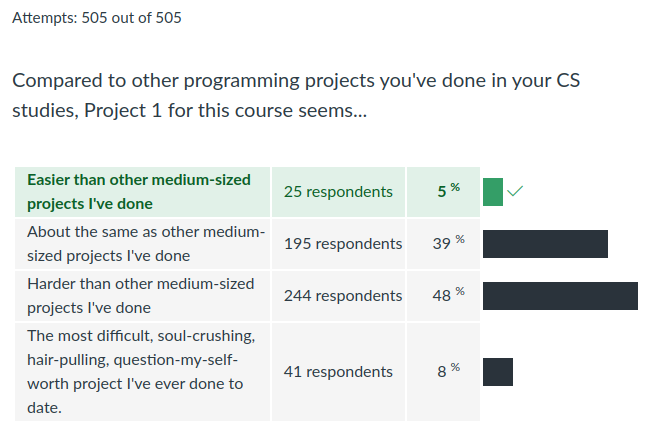 Attempts: 505 out of 505
Compared to other programming projects you've done in your CS
studies, Project 1 for this course seems...
Easier than other medium-sized
projects I've done
25 respondents
5 %
About the same as other medium-
sized projects I've done
195 respondents
39 %
Harder than other medium-sized
projects I've done
244 respondents
48 %
The most difficult, soul-crushing,
hair-pulling, question-my-self-
worth project I've ever done to
date.
41 respondents
8 %